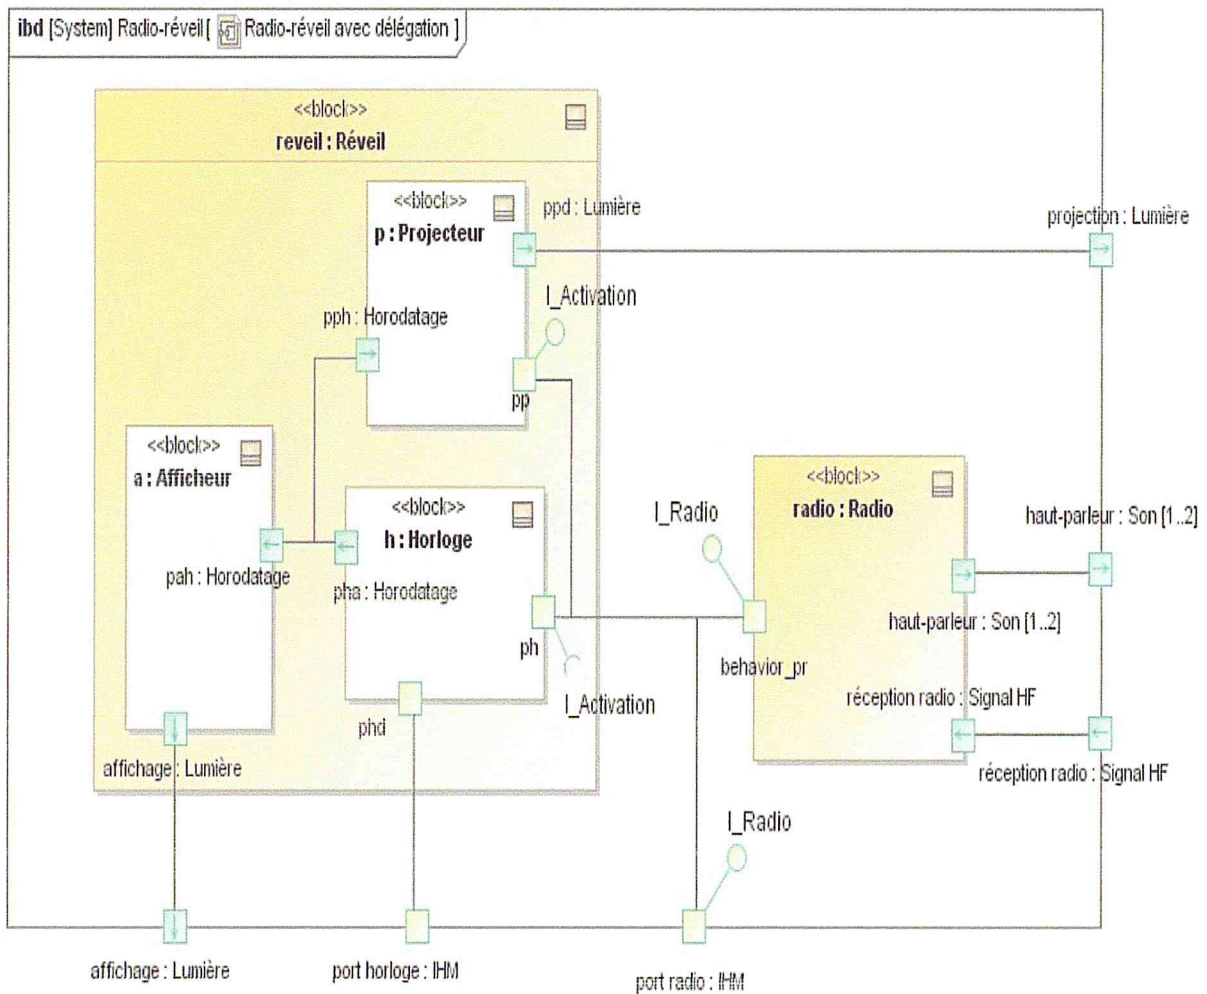 ibd [System] Radio-réveil [ Radio-réveil avec délégation ]
<<block>>
reveil : Réveil
<<block>>
p : Projecteur
ppd : Lumière
projection : Lumière
I_Activation
pph : Horodatage
pp
<<block>>
a : Afficheur
<<block>>
h : Horloge
pah : Horodatage
pha : Horodatage
ph
I_Activation
phd
affichage : Lumière
<<block>>
radio : Radio
I_Radio
haut-parleur : Son [1..2]
haut-parleur : Son [1..2]
behavior_pr
réception radio : Signal HF
réception radio : Signal HF
I_Radio
affichage : Lumière
port horloge : IHM
port radio : IHM